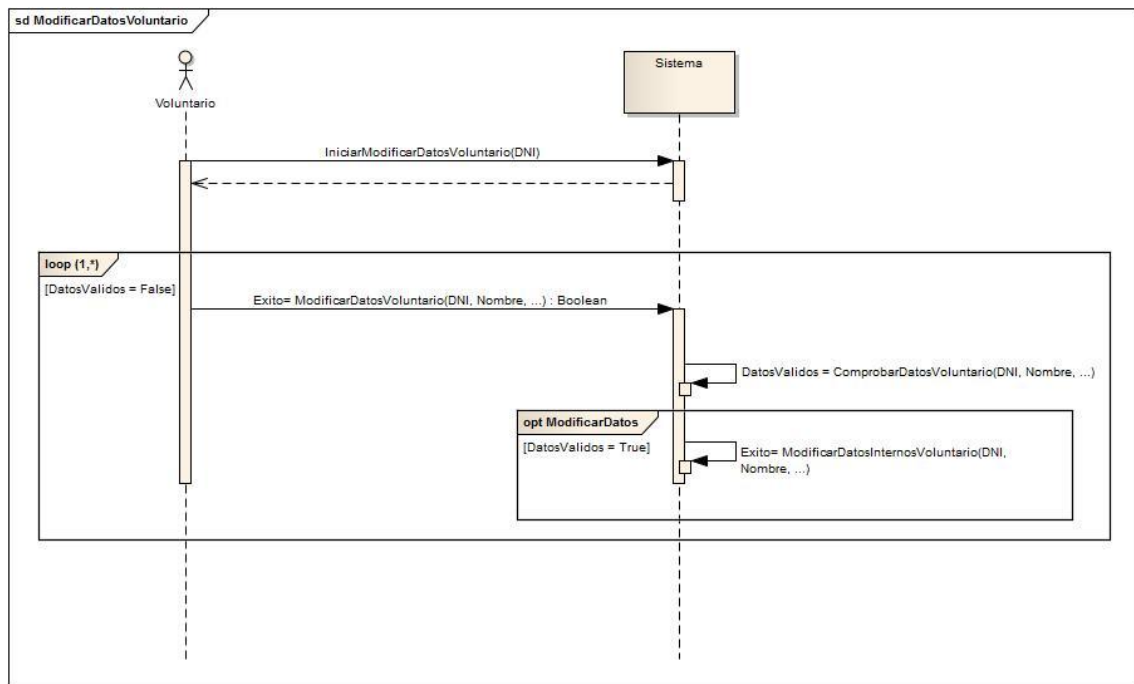 sd ModificarDatosVoluntario
Voluntario
Sistema
IniciarModificarDatosVoluntario(DNI)
loop (1,*)
[DatosValidos = False]
Exito= ModificarDatosVoluntario(DNI, Nombre, ...) : Boolean
DatosValidos = ComprobarDatosVoluntario(DNI, Nombre, ...)
opt ModificarDatos
[DatosValidos = True]
Exito= ModificarDatosInternosVoluntario(DNI,
Nombre, ...)